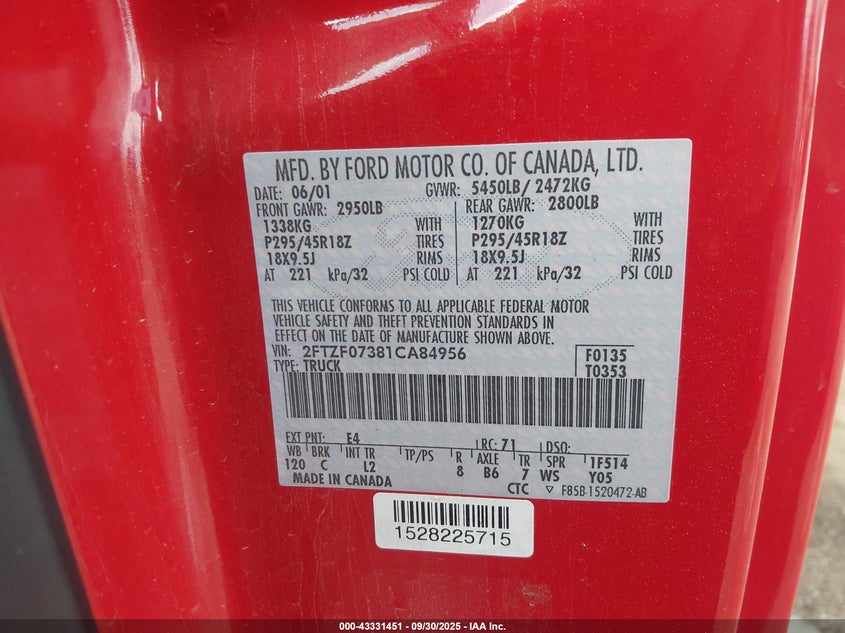 MFD. BY FORD MOTOR CO. OF CANADA, LTD.
DATE: 06/01 GVWR: 5450LB/ 2472KG
FRONT GAWR: 2950LB REAR GAWR: 2800LB
1338KG WITH 1270KG WITH
P295/45R18Z TIRES P295/45R18Z TIRES
18X9.5J RIMS 18X9.5J RIMS
AT 221 kPa/32 PSI COLD AT 221 kPa/32 PSI COLD
THIS VEHICLE CONFORMS TO ALL APPLICABLE FEDERAL MOTOR
VEHICLE SAFETY AND THEFT PREVENTION STANDARDS IN
EFFECT ON THE DATE OF MANUFACTURE SHOWN ABOVE.
VIN: 2FTZF07381CA84956 F0135
TYPE: TRUCK T0353
EXT PNT: E4 RC: 71 DSO:
WB BRK INT TR TP/PS R AXLE TR SPR 1F514
120 C L2 8 B6 7 WS Y05
MADE IN CANADA CTC ▽ F85B-1520472-AB
1528225715
000-43331451 - 09/30/2025 - IAA Inc.